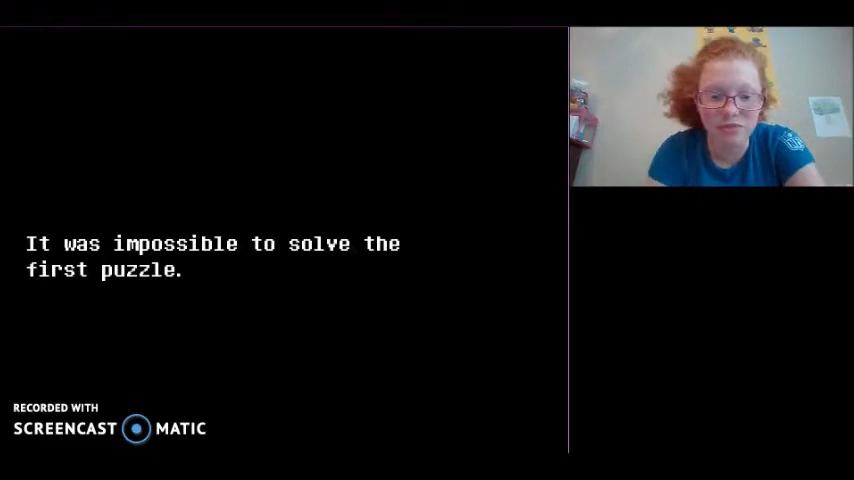 It was impossible to solve the
first puzzle.
RECORDED WITH
SCREENCAST MATIC